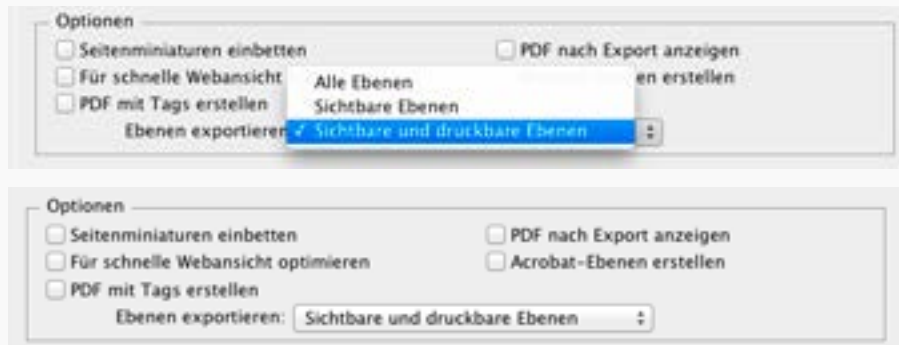 Optionen
Seitenminiaturen einbetten PDF nach Export anzeigen
Für schnelle Webansicht Alle Ebenen en erstellen
PDF mit Tags erstellen Sichtbare Ebenen
Ebenen exportieren ✓ Sichtbare und druckbare Ebenen
Optionen
Seitenminiaturen einbetten PDF nach Export anzeigen
Für schnelle Webansicht optimieren Acrobat-Ebenen erstellen
PDF mit Tags erstellen
Ebenen exportieren: Sichtbare und druckbare Ebenen